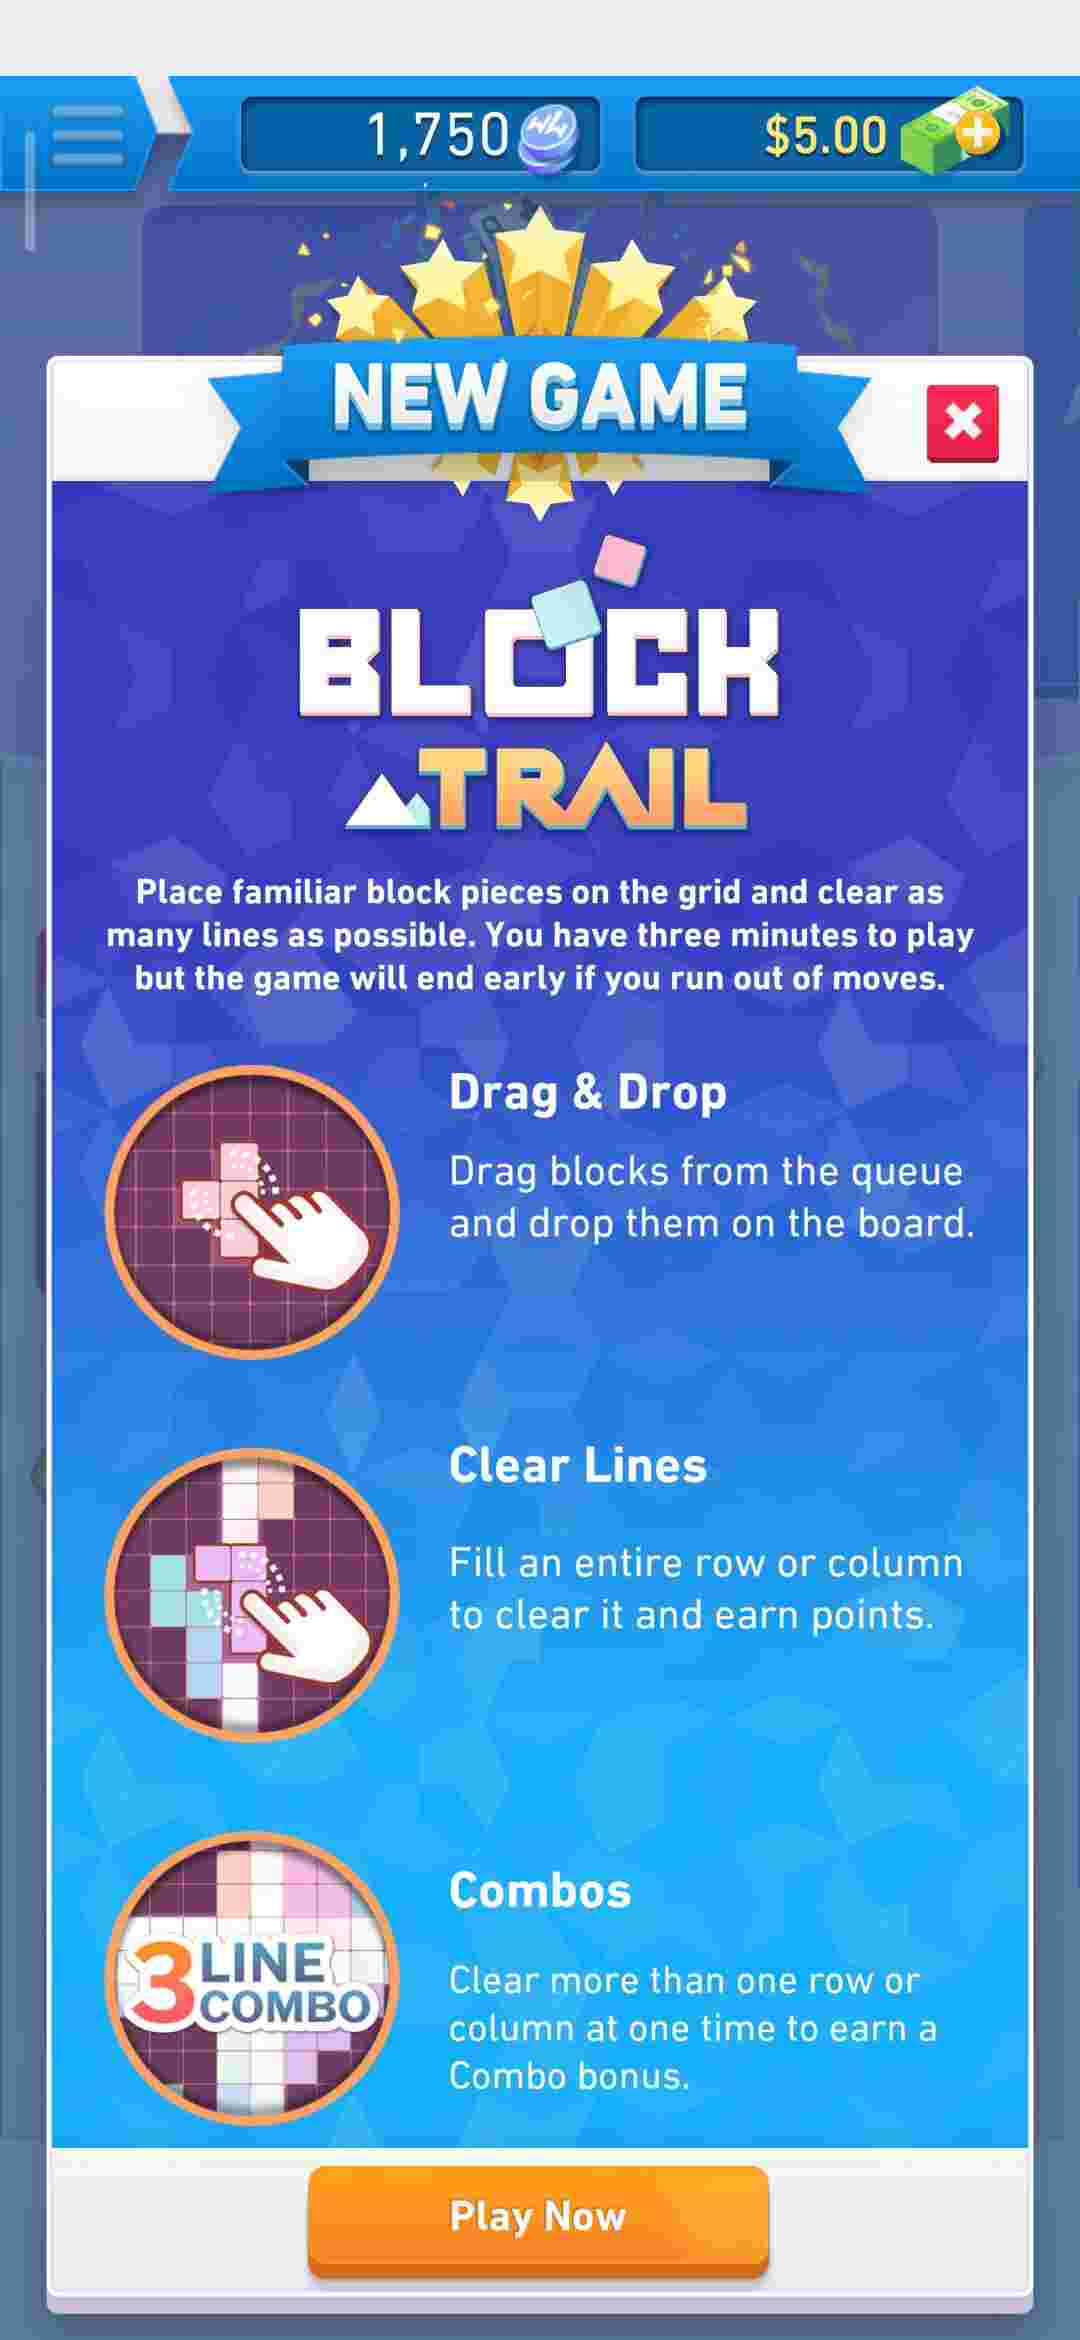 1,750
$5.00
NEW GAME
BLOCK
TRAIL
Place familiar block pieces on the grid and clear as
many lines as possible. You have three minutes to play
but the game will end early if you run out of moves.
Drag & Drop
Drag blocks from the queue
and drop them on the board.
Clear Lines
Fill an entire row or column
to clear it and earn points.
3 LINE
COMBO
Combos
Clear more than one row or
column at one time to earn a
Combo bonus.
Play Now